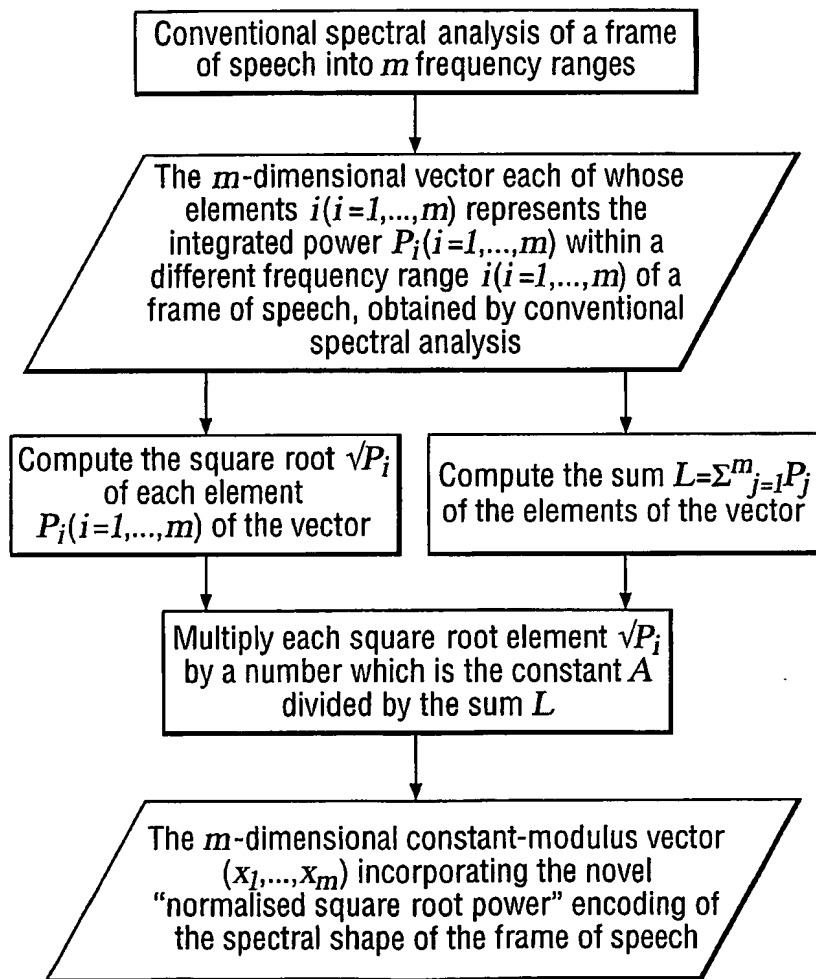 Conventional spectral analysis of a frame
of speech into m frequency ranges
The m-dimensional vector each of whose
elements i(i=1,...,m) represents the
integrated power Pᵢ(i=1,...,m) within a
different frequency range i(i=1,...,m) of a
frame of speech, obtained by conventional
spectral analysis
Compute the square root √Pᵢ
of each element
Pᵢ(i=1,...,m) of the vector
Compute the sum L=Σᵐⱼ₌₁Pⱼ
of the elements of the vector
Multiply each square root element √Pᵢ
by a number which is the constant A
divided by the sum L
The m-dimensional constant-modulus vector
(x₁,...,xₘ) incorporating the novel
“normalised square root power” encoding of
the spectral shape of the frame of speech